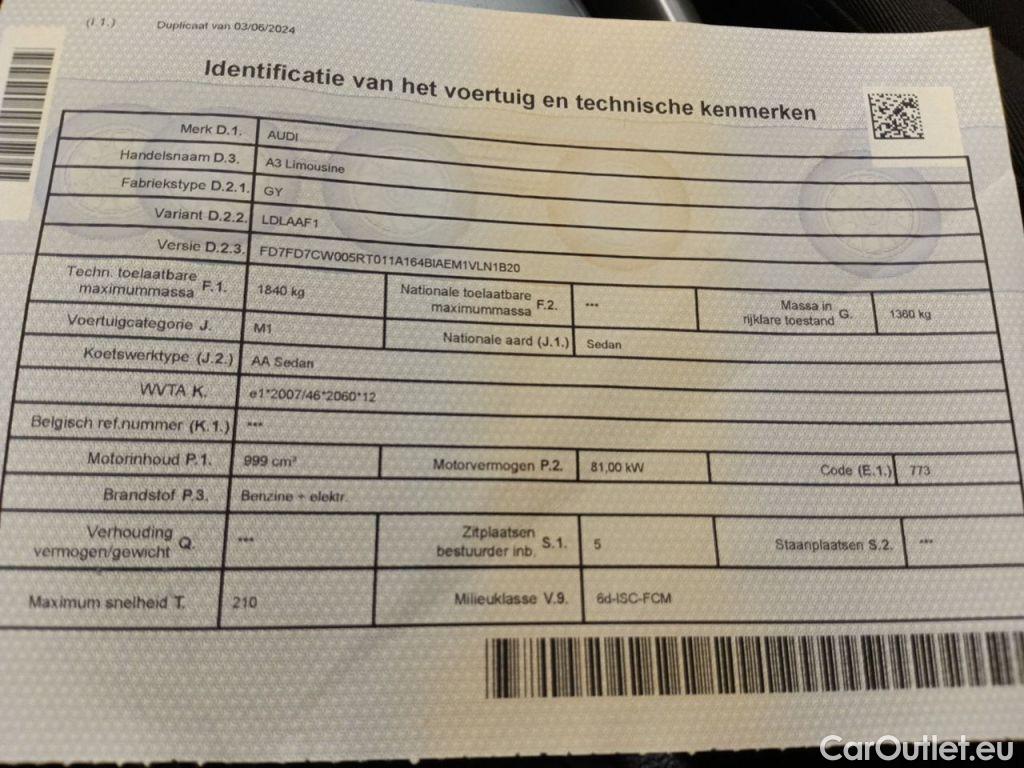 (I 1.) Duplicaat van 03/06/2024
Identificatie van het voertuig en technische kenmerken
Merk D.1. AUDI
Handelsnaam D.3. A3 Limousine
Fabriekstype D.2.1. GY
Variant D.2.2. LDLAAF1
Versie D.2.3. FD7FD7CW005RT011A164BIAEM1VLN1B20
Techn. toelaatbare maximummassa F.1. 1840 kg Nationale toelaatbare maximummassa F.2. *** Massa in rijklare toestand G. 1360 kg
Voertuigcategorie J. M1 Nationale aard (J.1.) Sedan
Koetswerktype (J.2.) AA Sedan
WVTA K. e1*2007/46*2060*12
Belgisch ref.nummer (K.1.) ***
Motorinhoud P.1. 999 cm³ Motorvermogen P.2. 81,00 kW Code (E.1.) 773
Brandstof P.3. Benzine + elektr.
Verhouding vermogen/gewicht Q. *** Zitplaatsen bestuurder inb. S.1. 5 Staanplaatsen S.2. ***
Maximum snelheid T. 210 Milieuklasse V.9. 6d-ISC-FCM
CarOutlet.eu